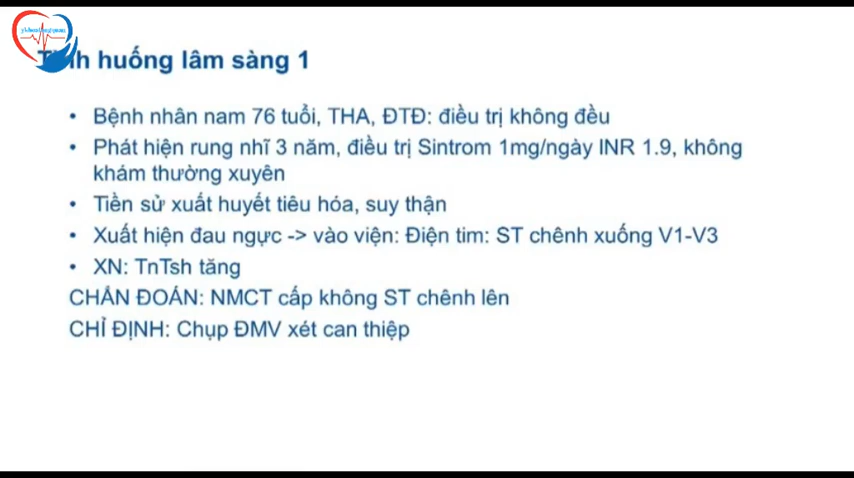 Tình huống lâm sàng 1
• Bệnh nhân nam 76 tuổi, THA, ĐTĐ: điều trị không đều
• Phát hiện rung nhĩ 3 năm, điều trị Sintrom 1mg/ngày INR 1.9, không
khám thường xuyên
• Tiền sử xuất huyết tiêu hóa, suy thận
• Xuất hiện đau ngực -> vào viện: Điện tim: ST chênh xuống V1-V3
• XN: TnTsh tăng
CHẨN ĐOÁN: NMCT cấp không ST chênh lên
CHỈ ĐỊNH: Chụp ĐMV xét can thiệp